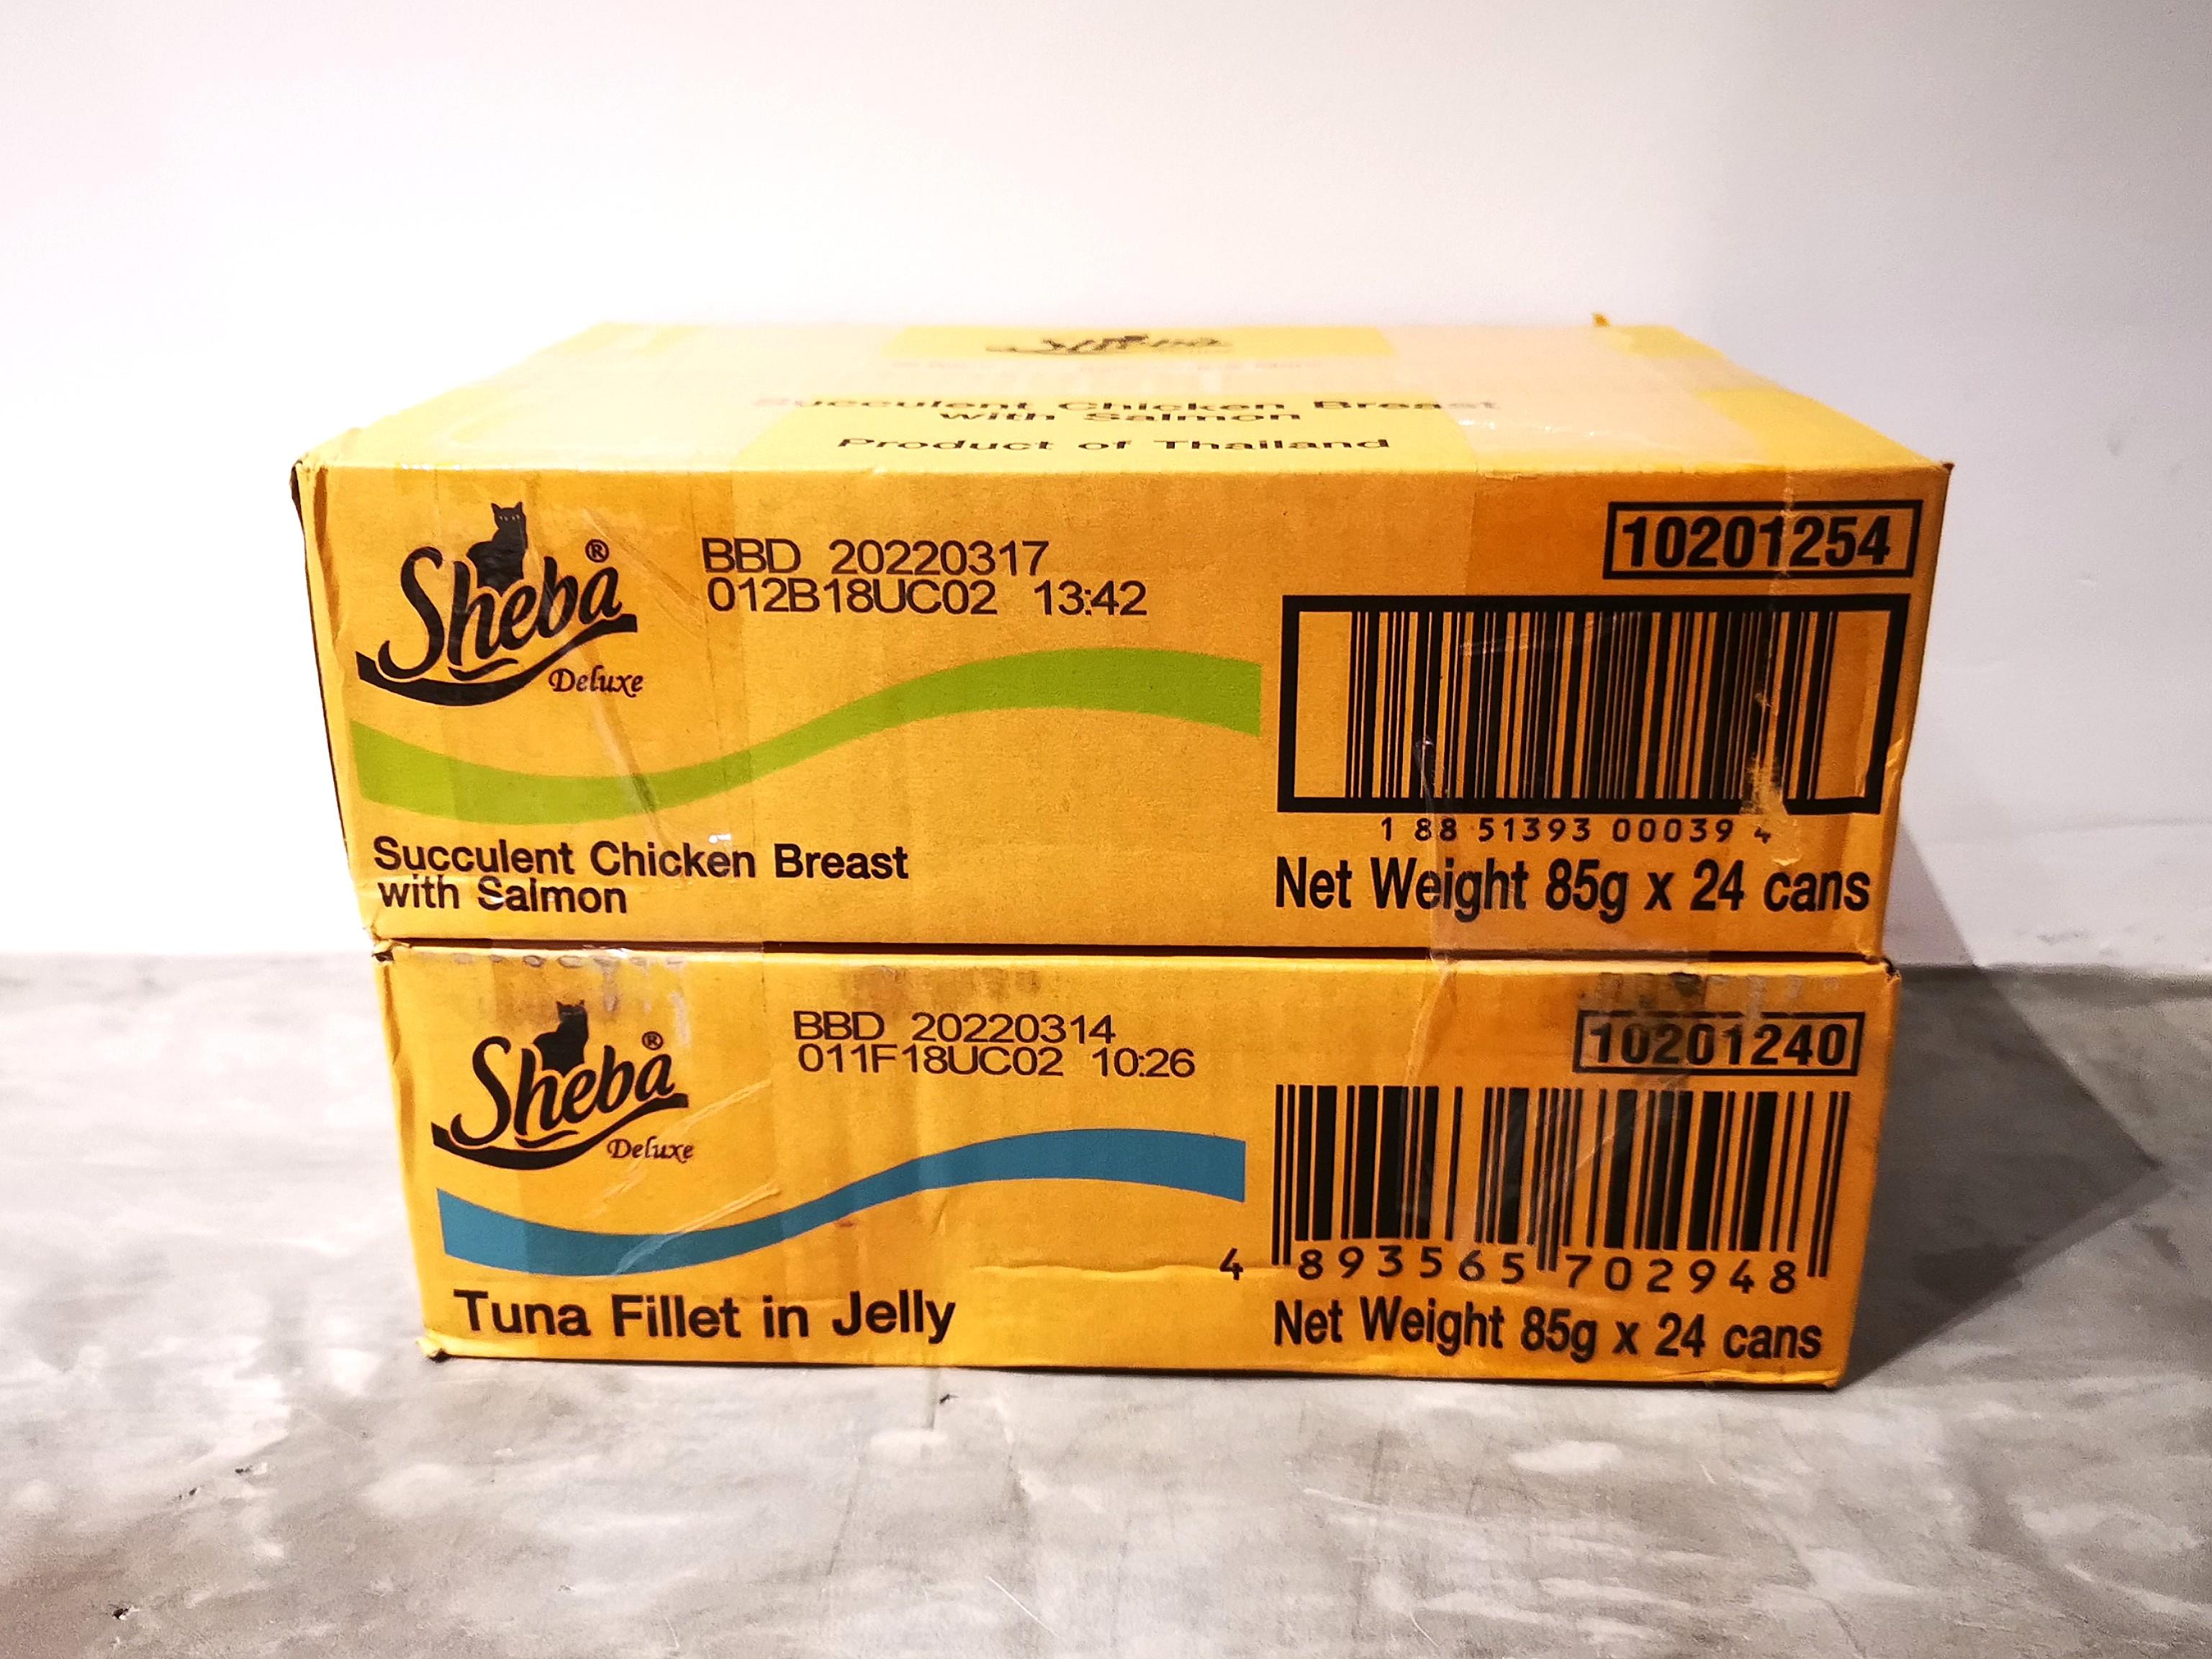 Sheba
Succulent Chicken Breast
with Salmon
Product of Thailand
Sheba®
Deluxe
BBD 20220317
012B18UC02 13:42
10201254
1 88 51393 00039 4
Succulent Chicken Breast
with Salmon
Net Weight 85g x 24 cans
Sheba®
Deluxe
BBD 20220314
011F18UC02 10:26
10201240
4 893565 702948
Tuna Fillet in Jelly
Net Weight 85g x 24 cans